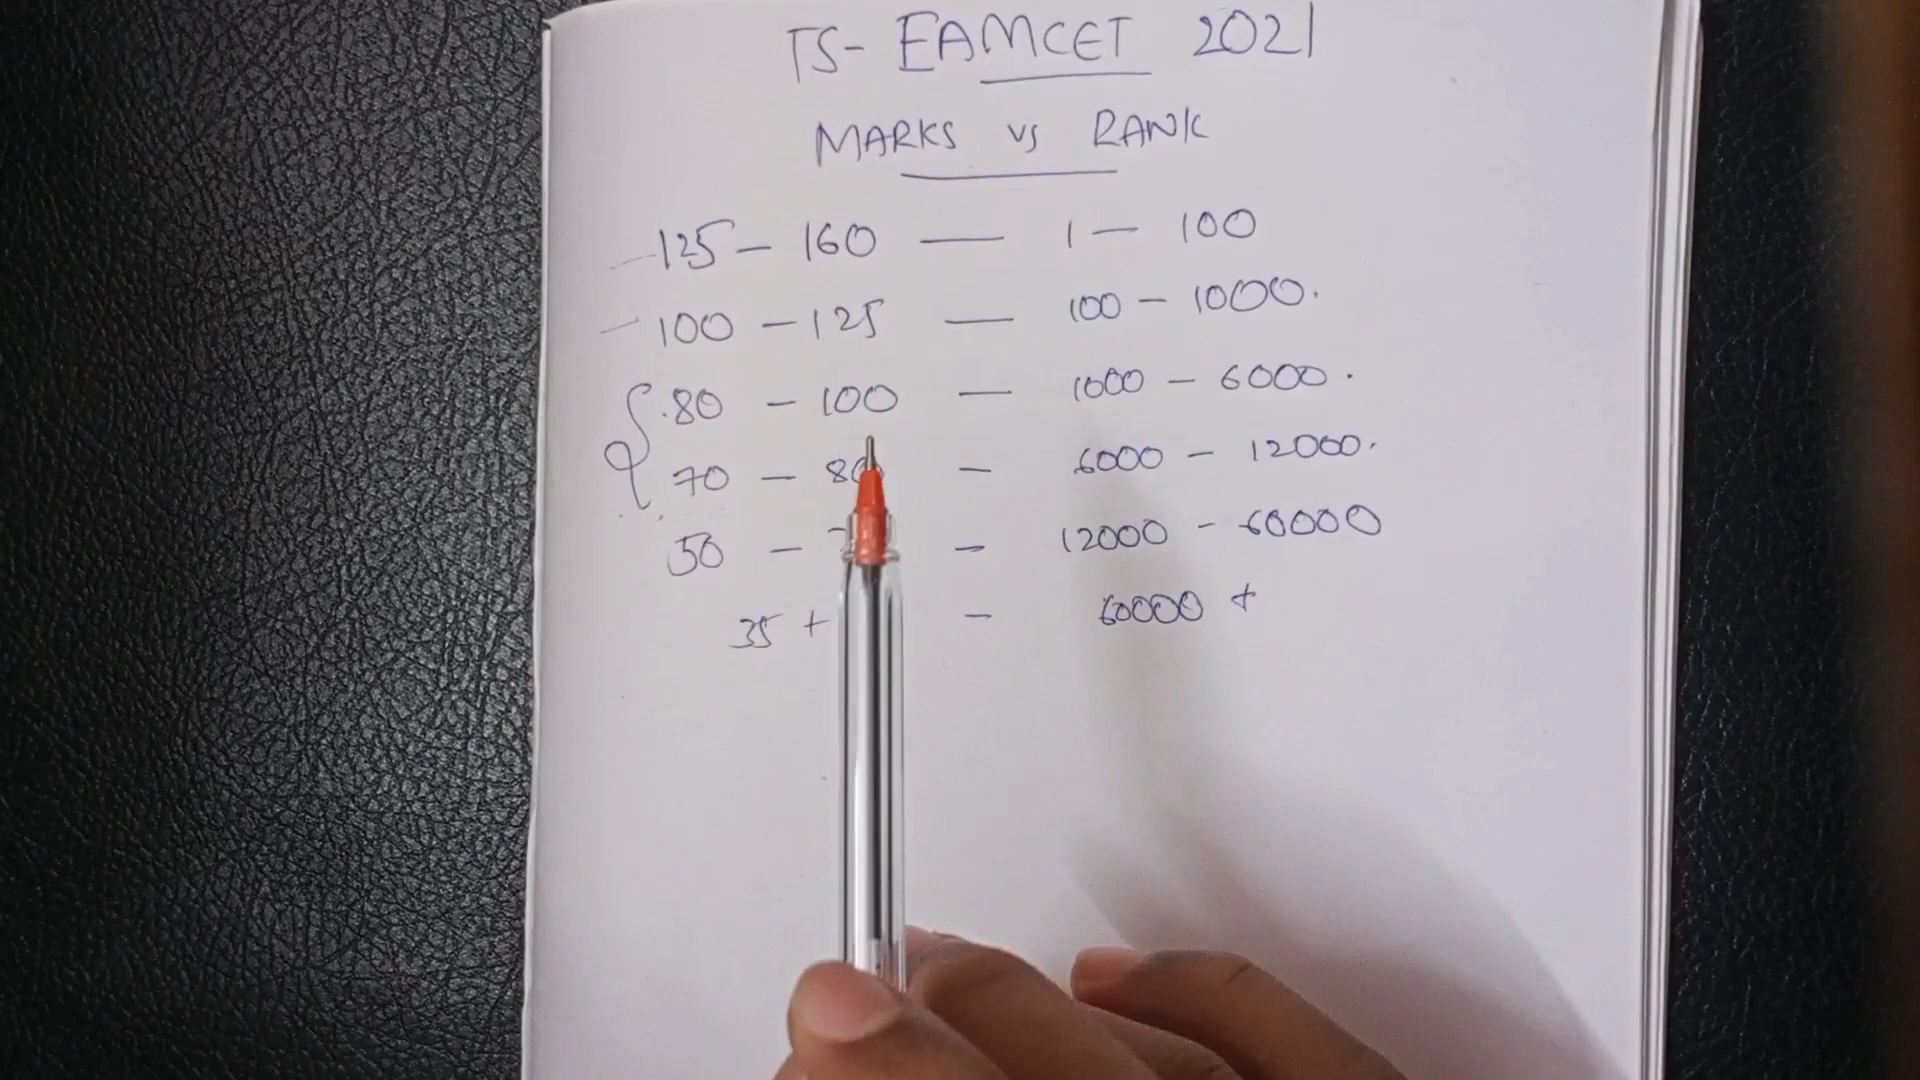 TS- EAMCET 2021
MARKS vs RANK
125 - 160 — 1 - 100
100 - 125 — 100 - 1000.
80 - 100 — 1000 - 6000.
70 - 80 - 6000 - 12000.
50 - - 12000 - 60000
35 + - 60000 +